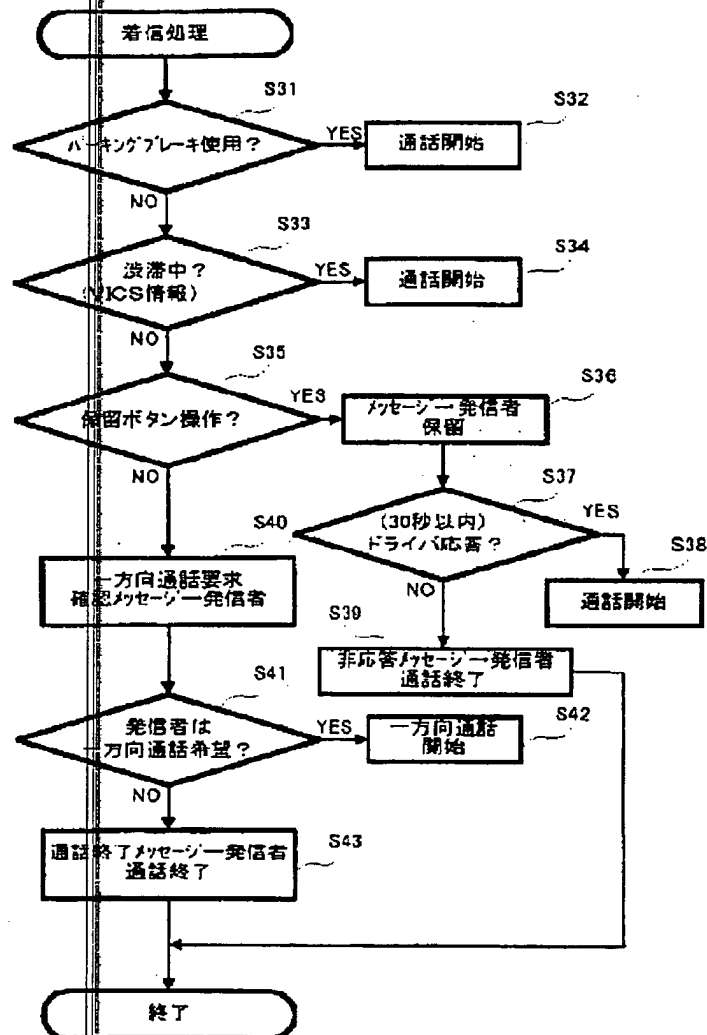 着信処理
S31
パーキングブレーキ使用？
YES
S32
通話開始
NO
S33
渋滞中？
(VICS情報)
YES
S34
通話開始
NO
S35
保留ボタン操作？
YES
S36
メッセージ→発信者
保留
NO
S37
(30秒以内)
ドライバ応答？
YES
S38
通話開始
NO
S39
非応答メッセージ→発信者
通話終了
S40
一方向通話要求
確認メッセージ→発信者
S41
発信者は
一方向通話希望？
YES
S42
一方向通話
開始
NO
S43
通話終了メッセージ→発信者
通話終了
終了